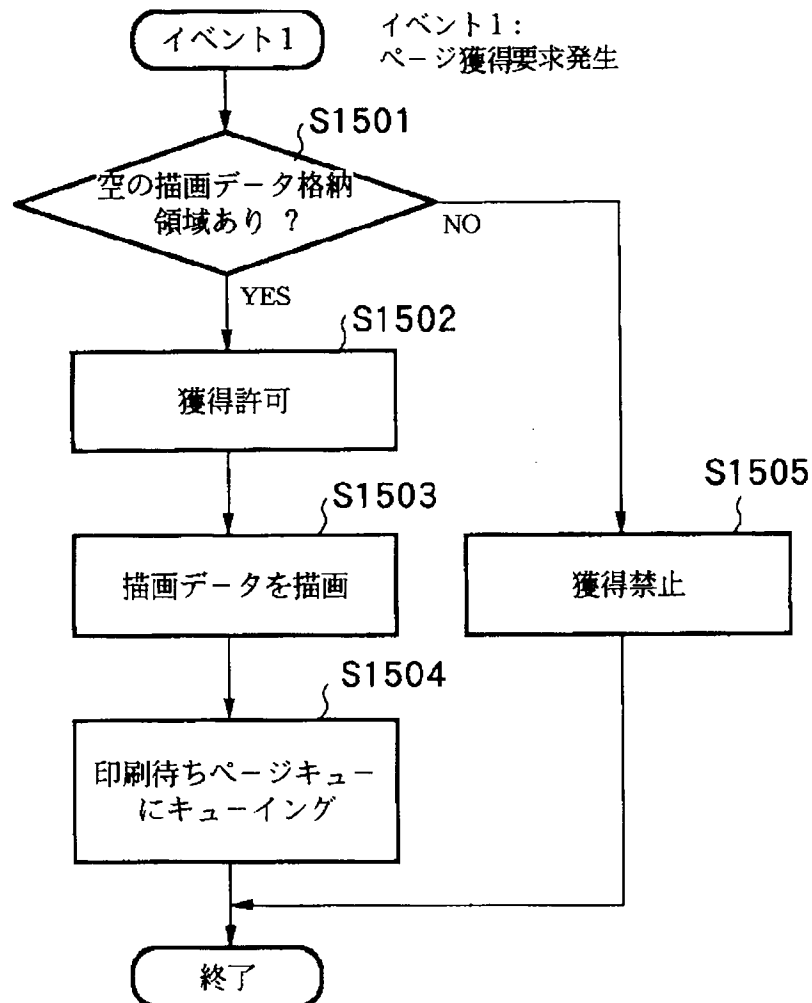 イベント1
イベント1:
ページ獲得要求発生
S1501
空の描画データ格納
領域あり ?
NO
YES
S1502
獲得許可
S1503
描画データを描画
S1505
獲得禁止
S1504
印刷待ちページキュー
にキューイング
終了